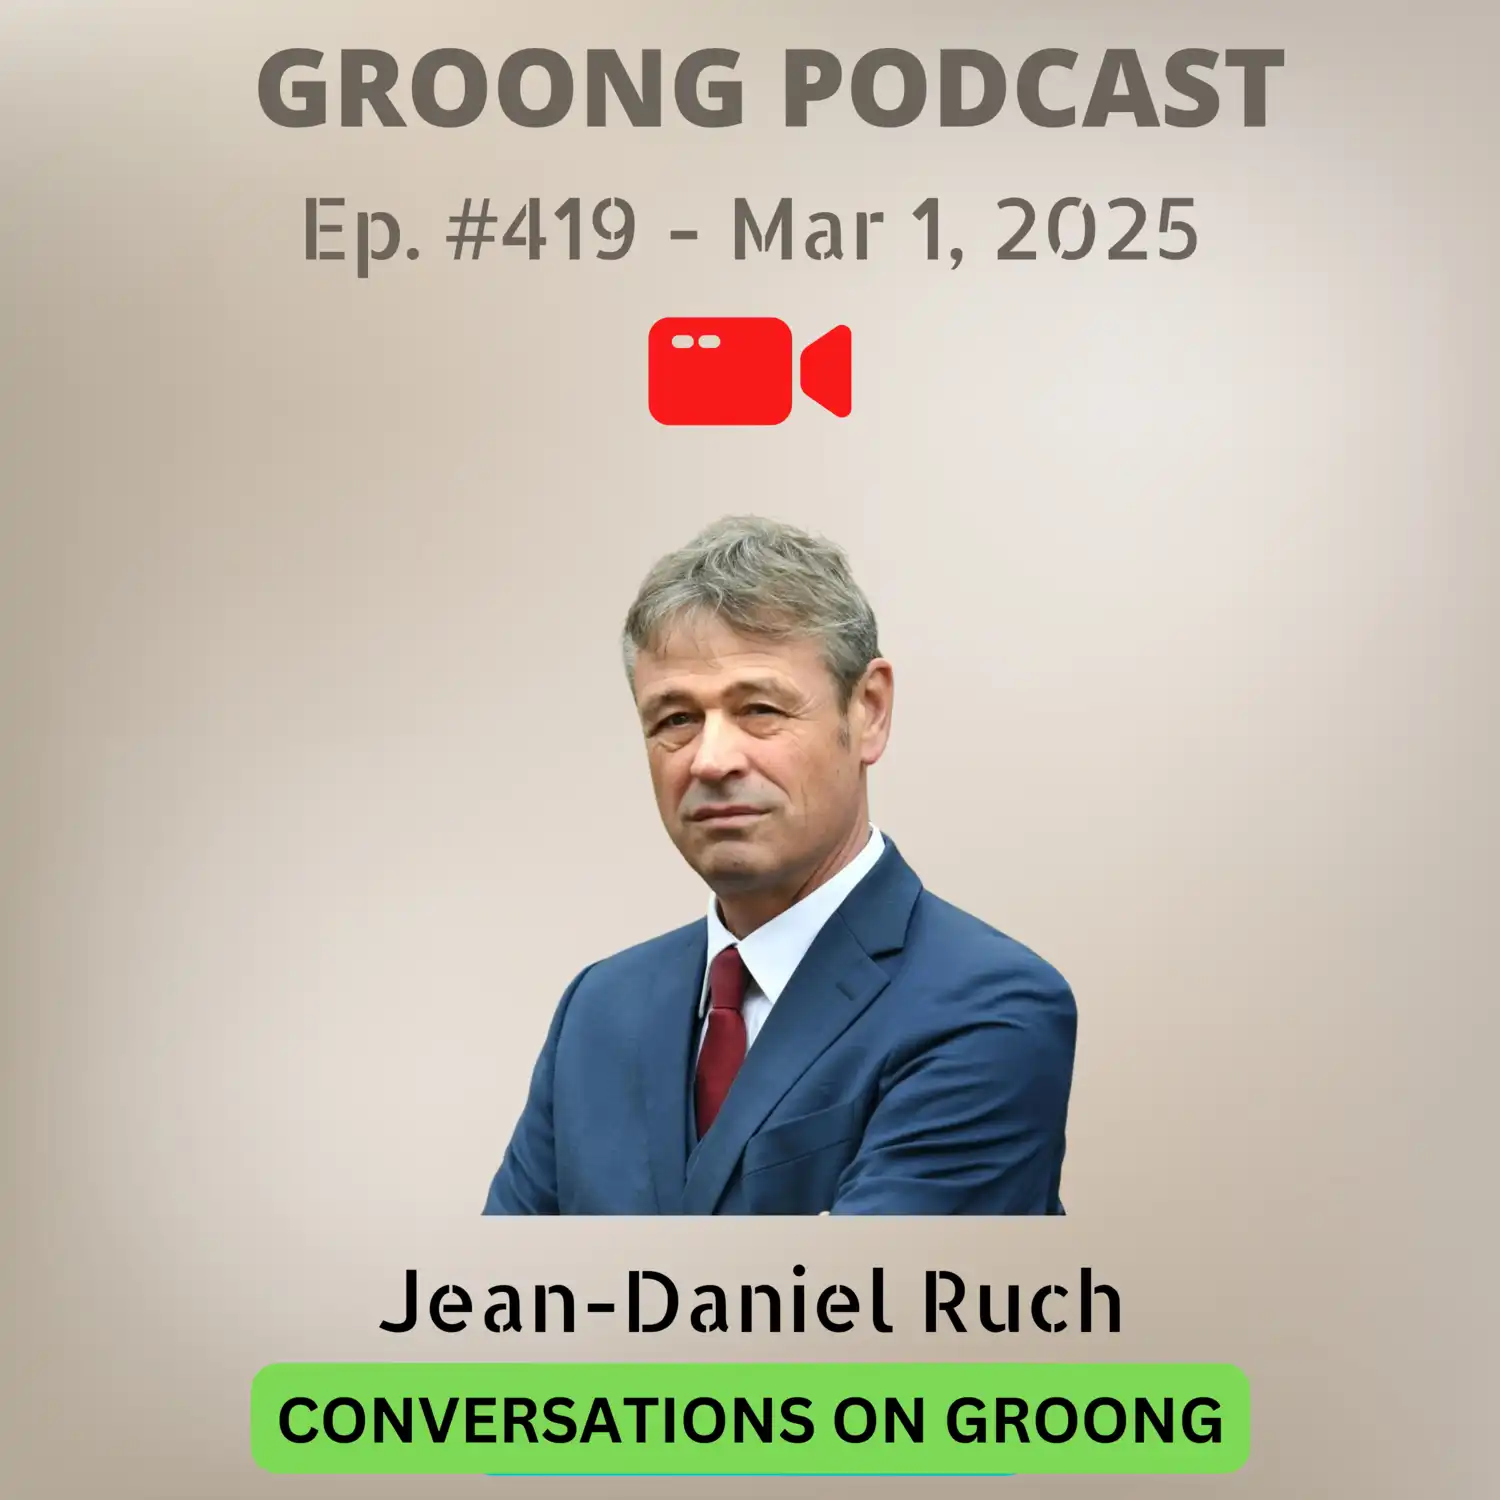 GROONG PODCAST
Ep. #419 - Mar 1, 2025
Jean-Daniel Ruch
CONVERSATIONS ON GROONG